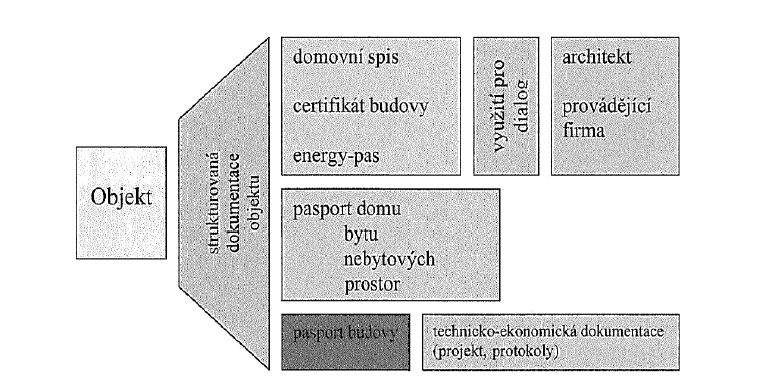 Objekt
strukturovaná
dokumentace
objektu
domovní spis
certifikát budovy
energy-pas
využití pro
dialog
architekt
provádějící
firma
pasport domu
bytu
nebytových
prostor
pasport budovy
technicko-ekonomická dokumentace
(projekt, protokoly)